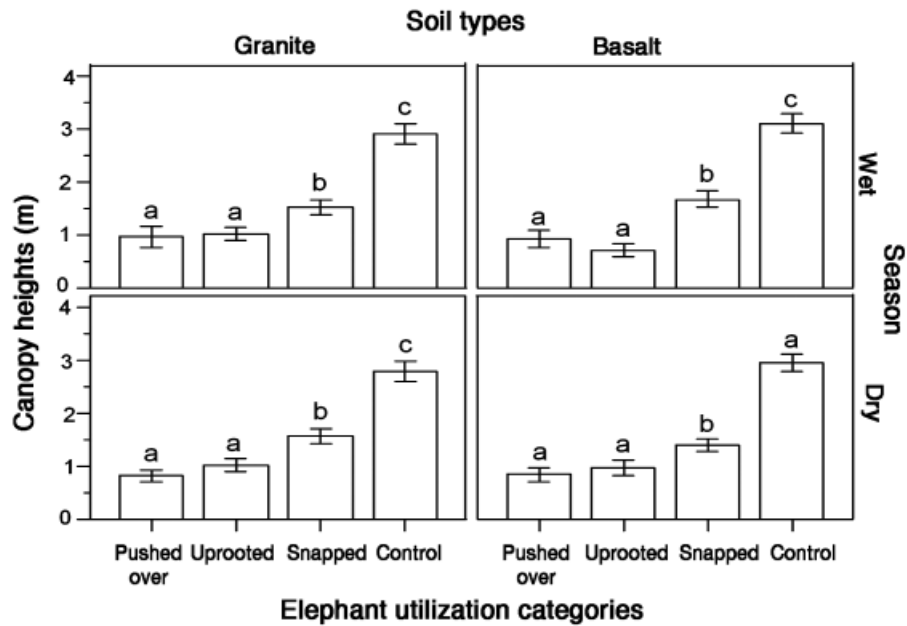 Soil types
Granite
Basalt
4
3
2
1
0
a
a
b
c
a
a
b
c
Wet
4
3
2
1
0
a
a
b
c
a
a
b
a
Dry
Canopy heights (m)
Season
Pushed over
Uprooted
Snapped
Control
Pushed over
Uprooted
Snapped
Control
Elephant utilization categories